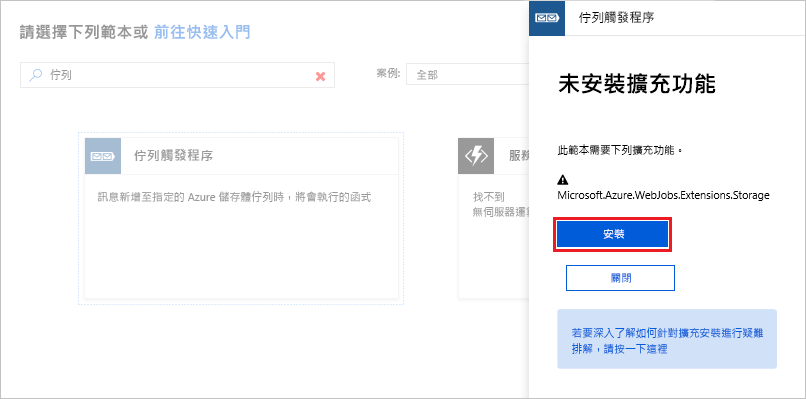 請選擇下列範本或 前往快速入門
佇列
案例:
全部
佇列觸發程序
訊息新增至指定的 Azure 儲存體佇列時，將會執行的函式
服務
找不到
無伺服器運
佇列觸發程序
未安裝擴充功能
此範本需要下列擴充功能。
Microsoft.Azure.WebJobs.Extensions.Storage
安裝
關閉
若要深入了解如何針對擴充安裝進行疑難
排解，請按一下這裡